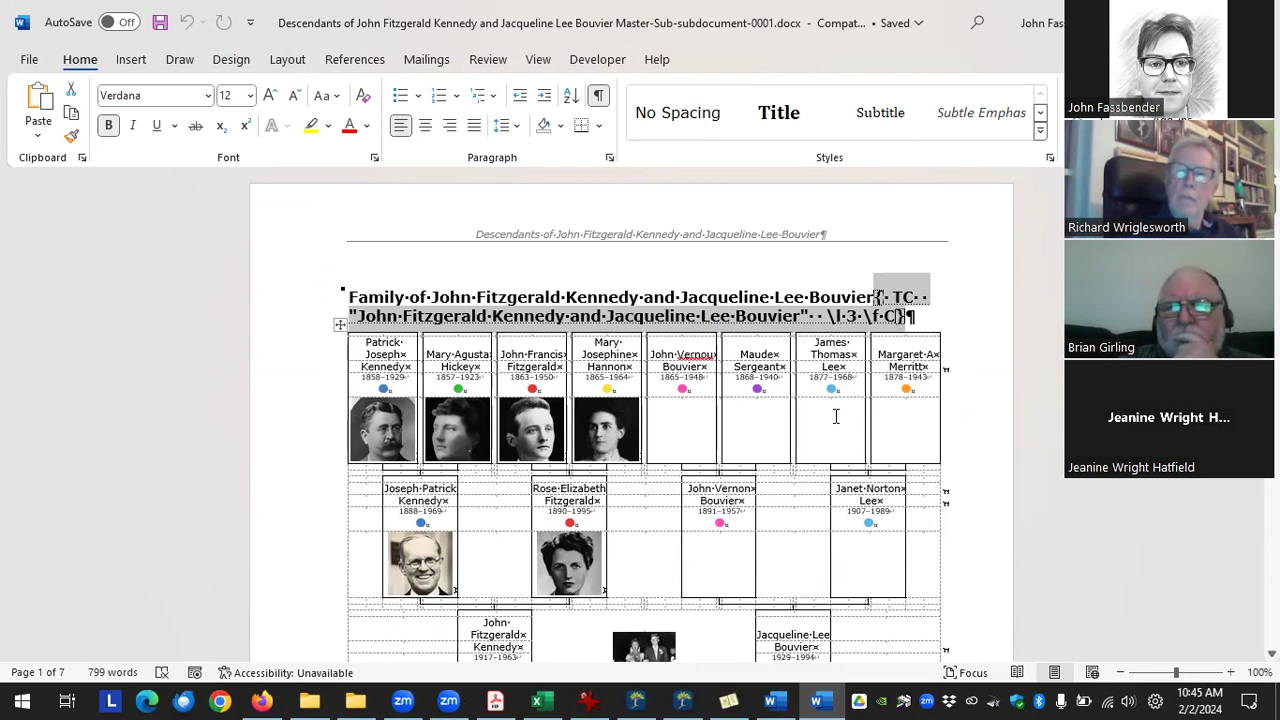 AutoSave Off
Descendants of John Fitzgerald Kennedy and Jacqueline Lee Bouvier Master-Sub-subdocument-0001.docx - Compat... • Saved
John Fas
File Home Insert Draw Design Layout References Mailings Review View Developer Help
Paste
Clipboard
Verdana 12
Font
Paragraph
No Spacing Title Subtitle Subtle Emphas
Styles
John Fassbender
Richard Wriglesworth
Brian Girling
Jeanine Wright H...
Jeanine Wright Hatfield
Descendants·of·John·Fitzgerald·Kennedy·and·Jacqueline·Lee·Bouvier¶
Family·of·John·Fitzgerald·Kennedy·and·Jacqueline·Lee·Bouvier{· TC··
"John·Fitzgerald·Kennedy·and·Jacqueline·Lee·Bouvier"·· \l·3·\f·C}¶
Patrick·
Joseph¤
Kennedy¤
1858–1929
Mary·Agusta
Hickey¤
1857–1923
John·Francis
Fitzgerald¤
1863–1950
Mary·
Josephine¤
Hannon¤
1865–1964
John·Vernou
Bouvier¤
1865–1948
Maude¤
Sergeant¤
1868–1940
James·
Thomas¤
Lee¤
1877–1968
Margaret·A¤
Merritt¤
1878–1943
Joseph·Patrick
Kennedy¤
1888–1969
Rose·Elizabeth
Fitzgerald¤
1890–1995
John·Vernon¤
Bouvier¤
1891–1957
Janet·Norton¤
Lee¤
1907–1989
John·
Fitzgerald¤
Kennedy¤
1917–1963
Jacqueline·Lee
Bouvier¤
1929–1994
Page 1 of 7 799 words Accessibility: Unavailable Focus 100%
10:45 AM
2/2/2024